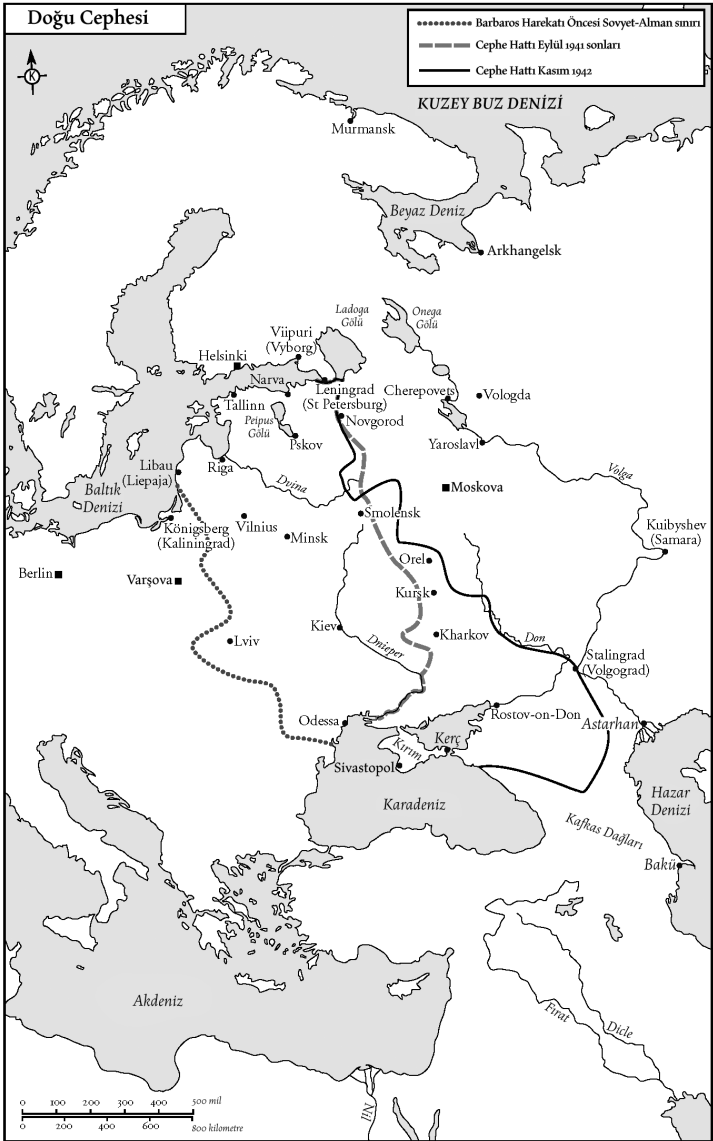 Doğu Cephesi
Barbaros Harekatı Öncesi Sovyet-Alman sınırı
Cephe Hattı Eylül 1941 sonları
Cephe Hattı Kasım 1942
K
KUZEY BUZ DENİZİ
Murmansk
Beyaz Deniz
Arkhangelsk
Ladoga
Gölü
Onega
Gölü
Viipuri
(Vyborg)
Helsinki
Narva
Leningrad
(St Petersburg)
Cherepovets
Vologda
Tallinn
Peipus
Gölü
Novgorod
Pskov
Yaroslavl
Libau
(Liepaja)
Riga
Dvina
Volga
Baltık
Denizi
Moskova
Königsberg
(Kaliningrad)
Vilnius
Smolensk
Minsk
Kuibyshev
(Samara)
Orel
Berlin
Varşova
Kursk
Kiev
Lviv
Dnieper
Kharkov
Don
Stalingrad
(Volgograd)
Odessa
Rostov-on-Don
Astarhan
Kırım
Kerç
Sivastopol
Karadeniz
Hazar
Denizi
Kafkas Dağları
Bakü
Akdeniz
Fırat
Dicle
Nil
0 100 200 300 400 500 mil
0 200 400 600 800 kilometre